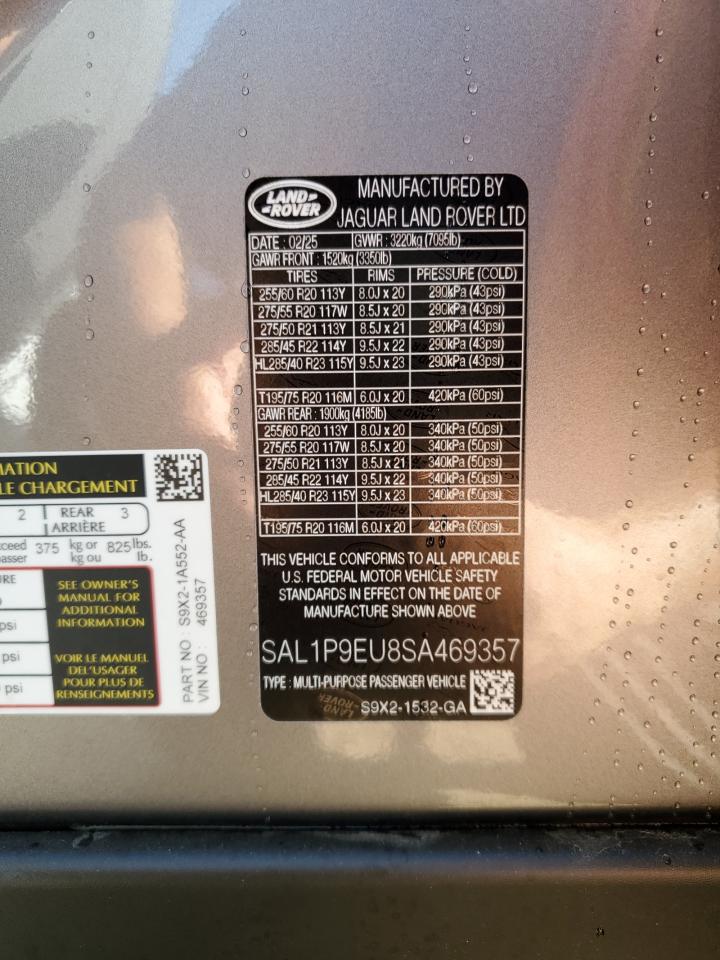 LAND ROVER
MANUFACTURED BY
JAGUAR LAND ROVER LTD
DATE : 02/25 GVWR : 3220kg (7095lb)
GAWR FRONT : 1520kg (3350lb)
TIRES RIMS PRESSURE (COLD)
255/60 R20 113Y 8.0J x 20 290kPa (43psi)
275/55 R20 117W 8.5J x 20 290kPa (43psi)
275/50 R21 113Y 8.5J x 21 290kPa (43psi)
285/45 R22 114Y 9.5J x 22 290kPa (43psi)
HL285/40 R23 115Y 9.5J x 23 290kPa (43psi)
T195/75 R20 116M 6.0J x 20 420kPa (60psi)
GAWR REAR : 1900kg (4185lb)
255/60 R20 113Y 8.0J x 20 340kPa (50psi)
275/55 R20 117W 8.5J x 20 340kPa (50psi)
275/50 R21 113Y 8.5J x 21 340kPa (50psi)
285/45 R22 114Y 9.5J x 22 340kPa (50psi)
HL285/40 R23 115Y 9.5J x 23 340kPa (50psi)
T195/75 R20 116M 6.0J x 20 420kPa (60psi)
THIS VEHICLE CONFORMS TO ALL APPLICABLE
U.S. FEDERAL MOTOR VEHICLE SAFETY
STANDARDS IN EFFECT ON THE DATE OF
MANUFACTURE SHOWN ABOVE
SAL1P9EU8SA469357
TYPE : MULTI-PURPOSE PASSENGER VEHICLE
LAND ROVER
S9X2-1532-GA
MATION
LE CHARGEMENT
2 REAR 3
ARRIÈRE
xceed 375 kg or 825 lbs.
passer kg ou lb.
URE
SEE OWNER'S
MANUAL FOR
ADDITIONAL
INFORMATION
psi
psi
psi
VOIR LE MANUEL
DE L'USAGER
POUR PLUS DE
RENSEIGNEMENTS
PART NO : S9X2-1A552-AA
VIN NO : 469357